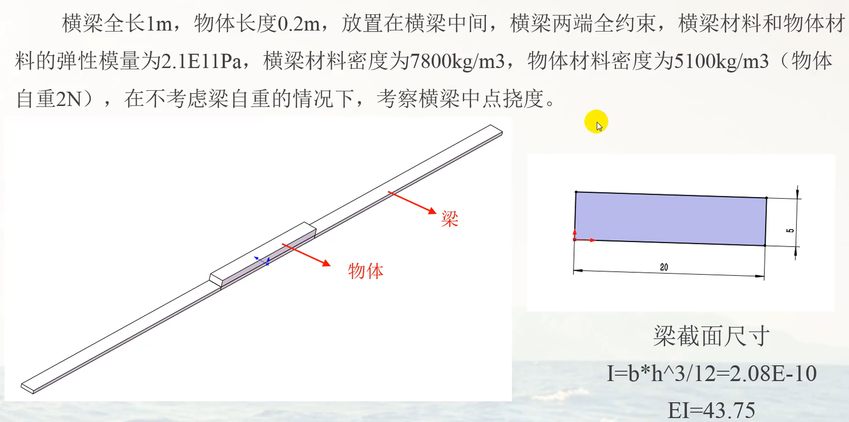 横梁全长1m，物体长度0.2m，放置在横梁中间，横梁两端全约束，横梁材料和物体材
料的弹性模量为2.1E11Pa，横梁材料密度为7800kg/m3，物体材料密度为5100kg/m3（物体
自重2N），在不考虑梁自重的情况下，考察横梁中点挠度。
梁
物体
5
20
梁截面尺寸
I=b*h^3/12=2.08E-10
EI=43.75